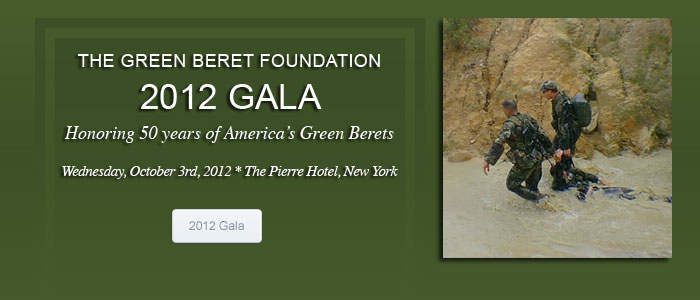 THE GREEN BERET FOUNDATION
2012 GALA
Honoring 50 years of America’s Green Berets
Wednesday, October 3rd, 2012 * The Pierre Hotel, New York
2012 Gala